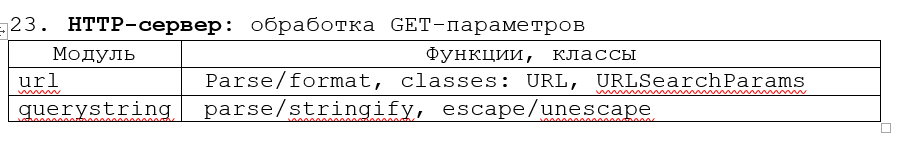 23. HTTP-сервер: обработка GET-параметров
Модуль Функции, классы
url Parse/format, classes: URL, URLSearchParams
querystring parse/stringify, escape/unescape